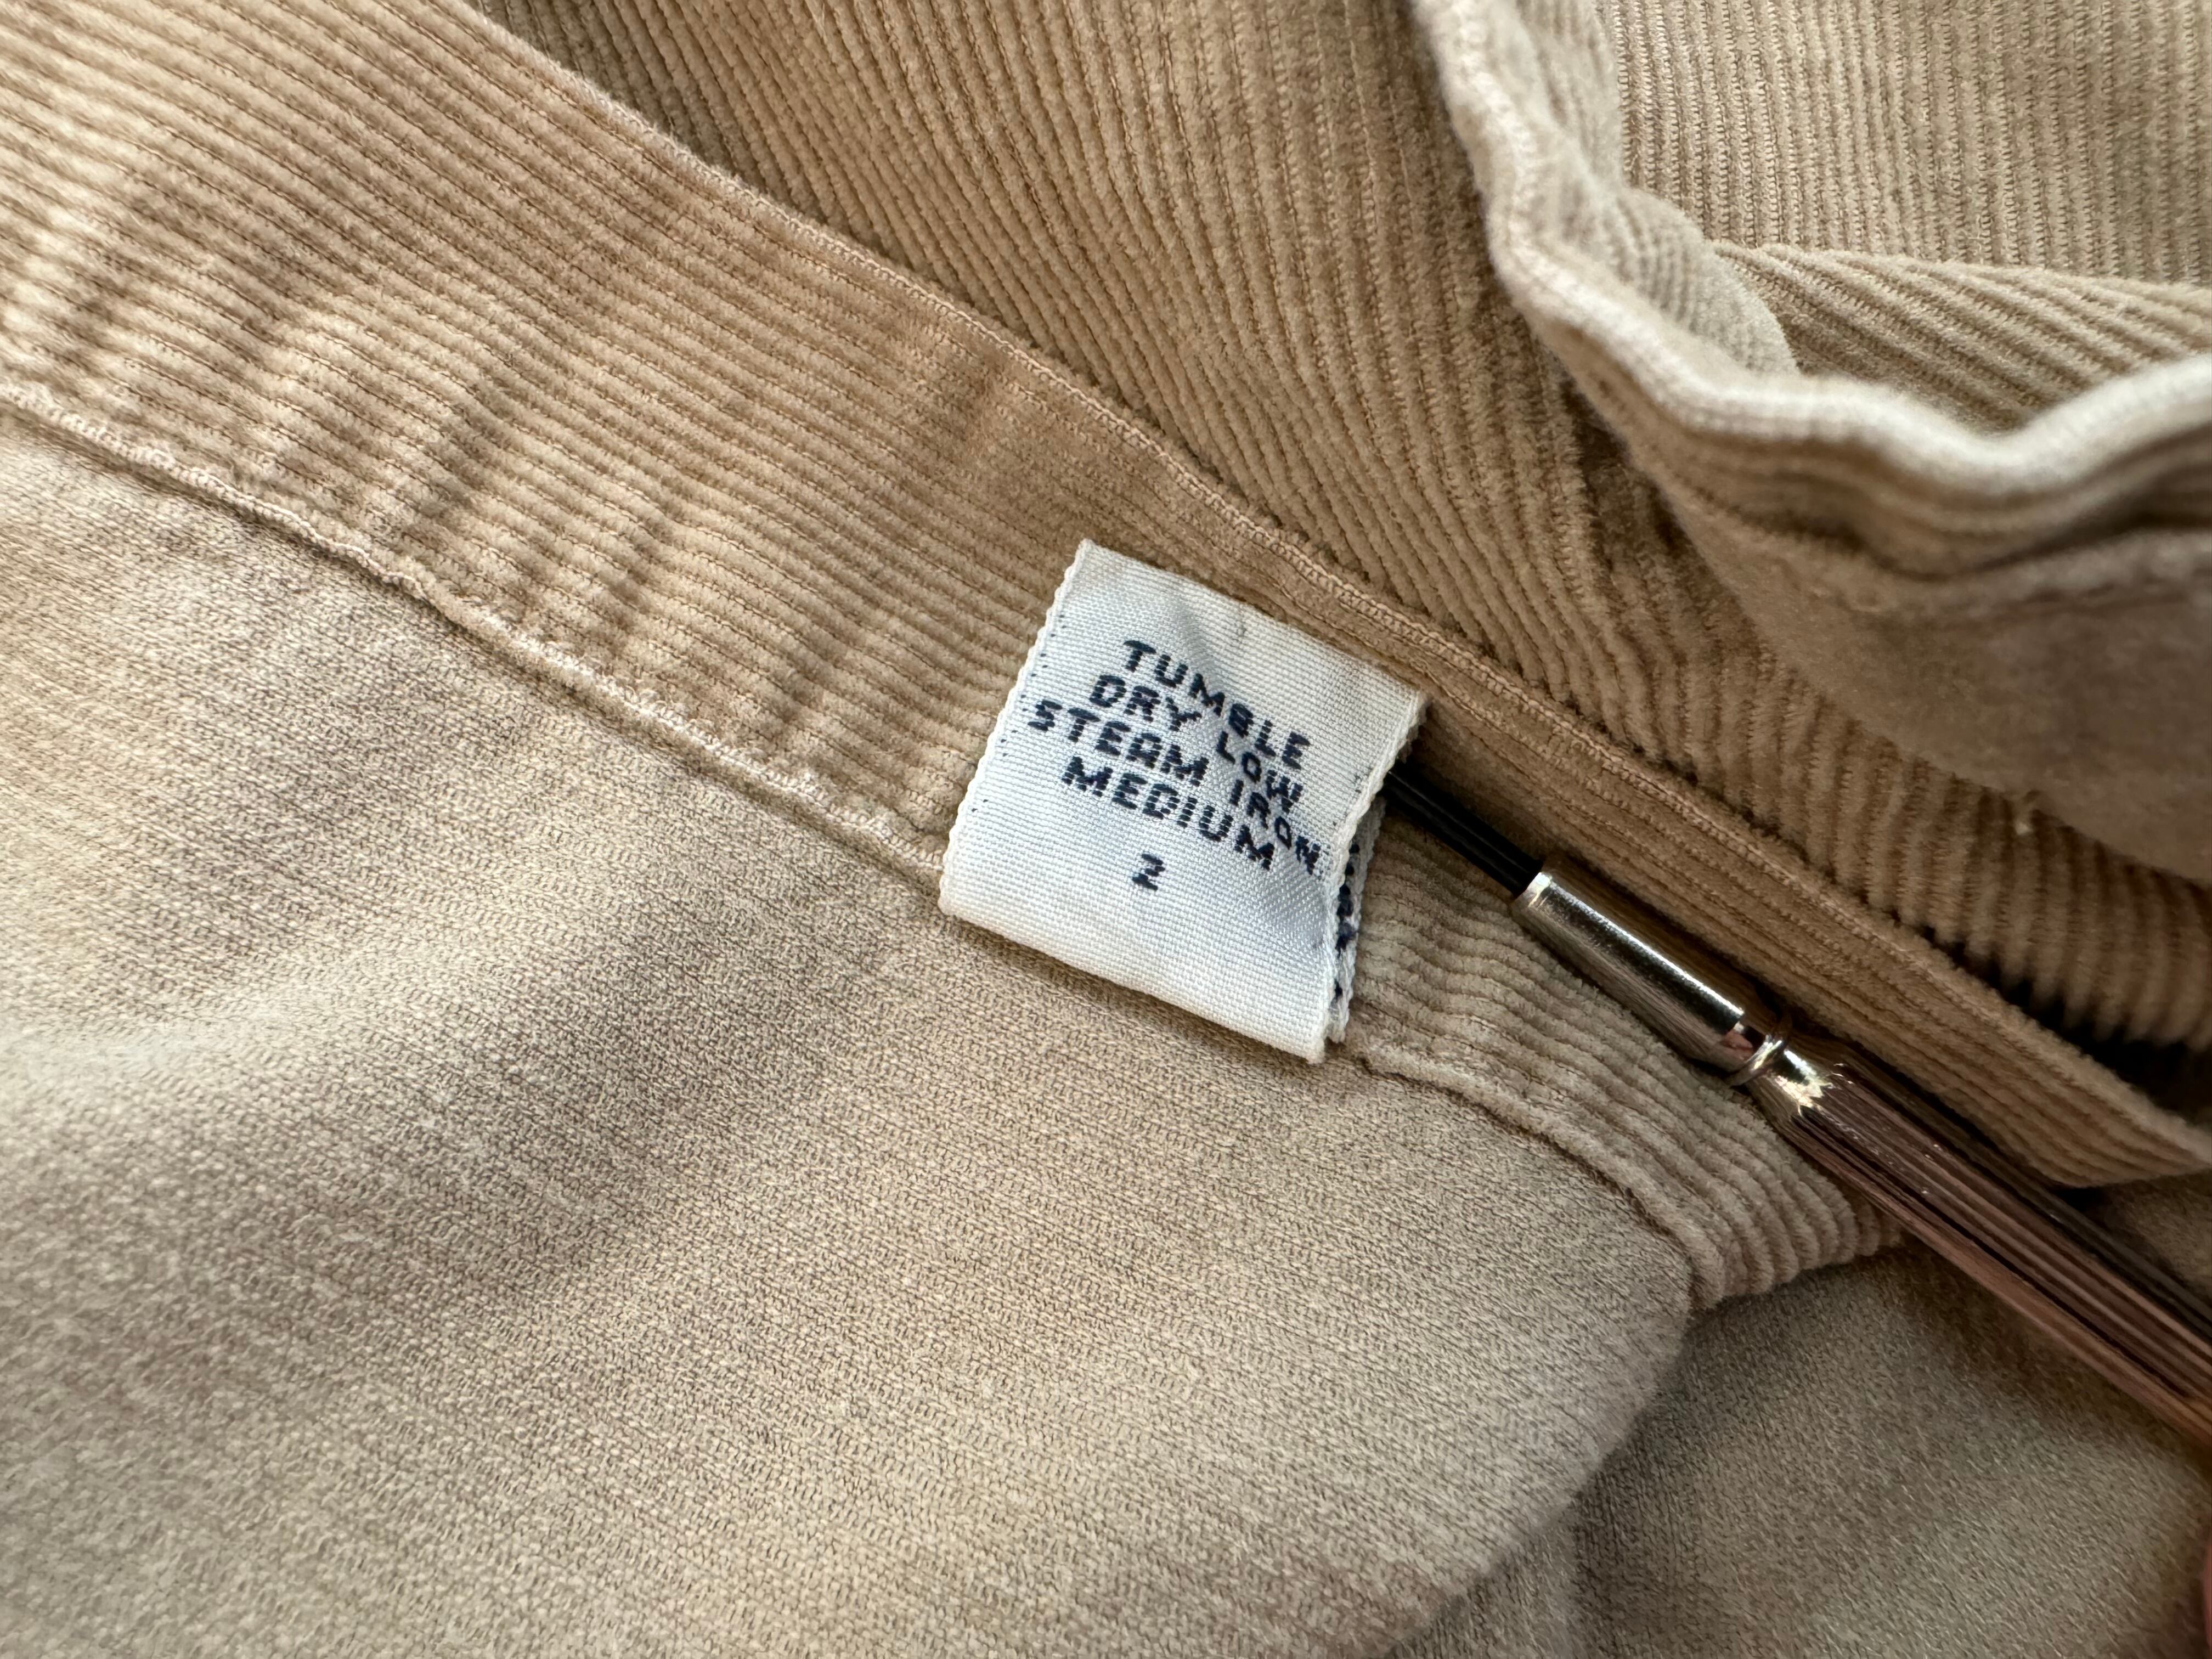 TUMBLE
DRY LOW
STEAM IRON
MEDIUM
2